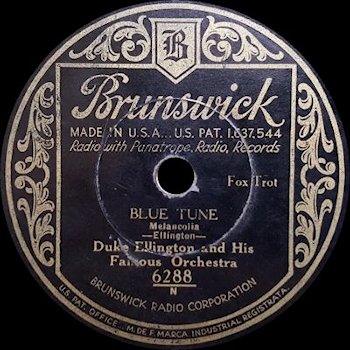 B
Brunswick
MADE IN U.S.A... U.S. PAT. 1,637,544
Radio with Panatrope, Radio, Records
Fox Trot
BLUE TUNE
Melancolia
—Ellington—
Duke Ellington and His
Famous Orchestra
6288
N
BRUNSWICK RADIO CORPORATION
U.S. PAT. OFFICE... M. DE F. MARCA INDUSTRIAL REGISTRATA.